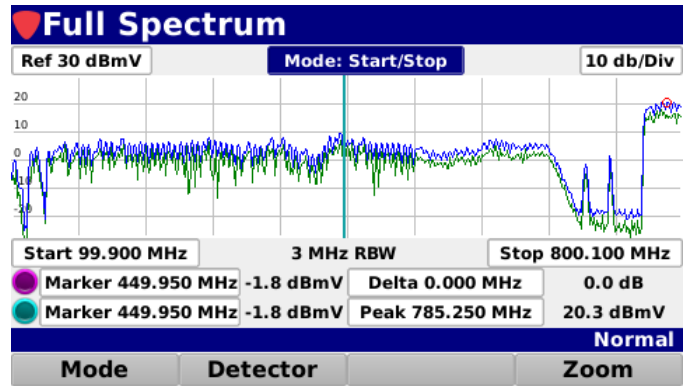 Full Spectrum
Ref 30 dBmV Mode: Start/Stop 10 db/Div
20
10
0
-10
-20
Start 99.900 MHz 3 MHz RBW Stop 800.100 MHz
Marker 449.950 MHz -1.8 dBmV Delta 0.000 MHz 0.0 dB
Marker 449.950 MHz -1.8 dBmV Peak 785.250 MHz 20.3 dBmV
Normal
Mode Detector Zoom